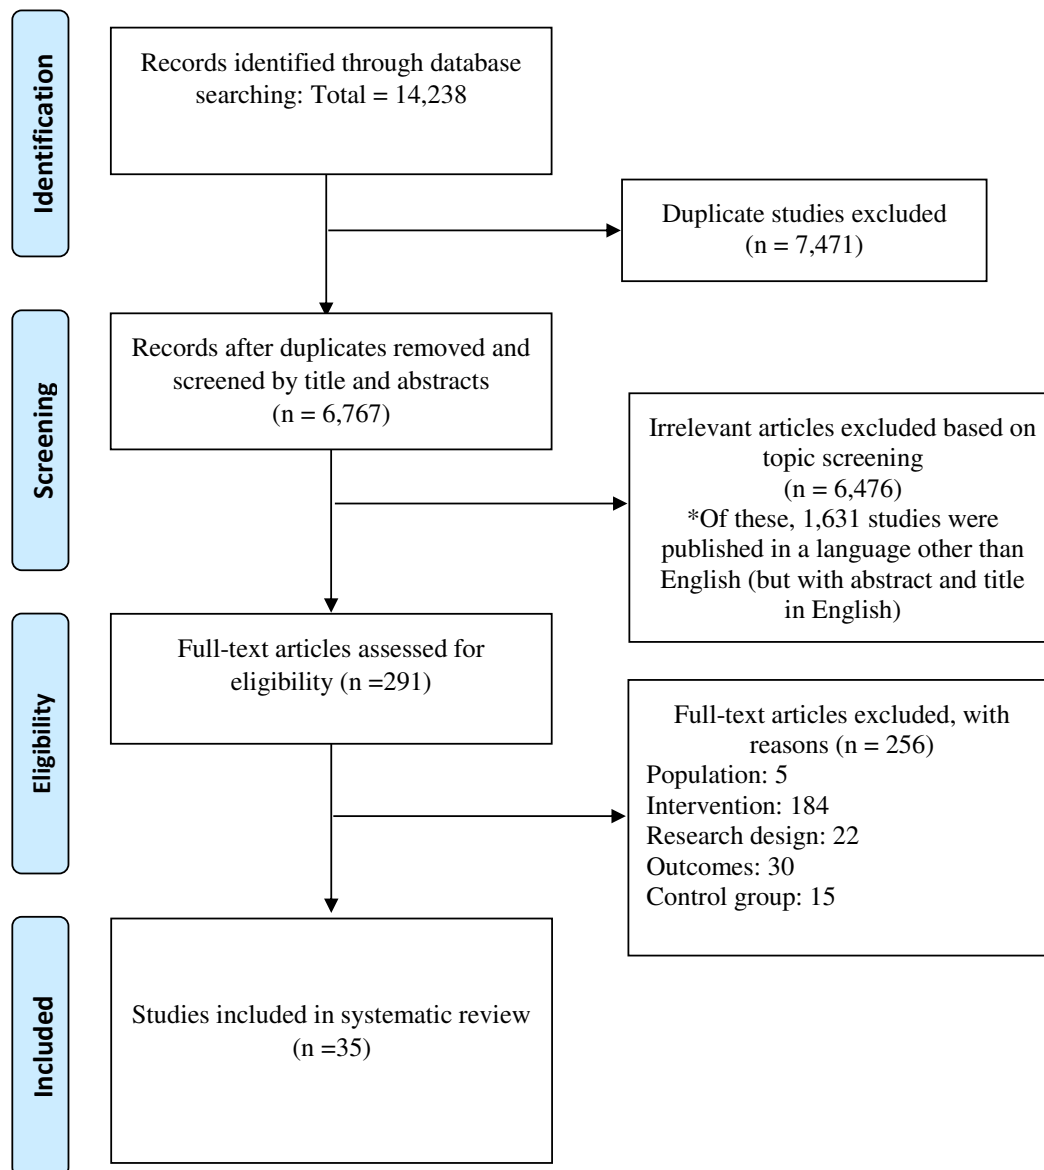 Identification
Records identified through database
searching: Total = 14,238
Duplicate studies excluded
(n = 7,471)
Screening
Records after duplicates removed and
screened by title and abstracts
(n = 6,767)
Irrelevant articles excluded based on
topic screening
(n = 6,476)
*Of these, 1,631 studies were
published in a language other than
English (but with abstract and title
in English)
Eligibility
Full-text articles assessed for
eligibility (n =291)
Full-text articles excluded, with
reasons (n = 256)
Population: 5
Intervention: 184
Research design: 22
Outcomes: 30
Control group: 15
Included
Studies included in systematic review
(n =35)